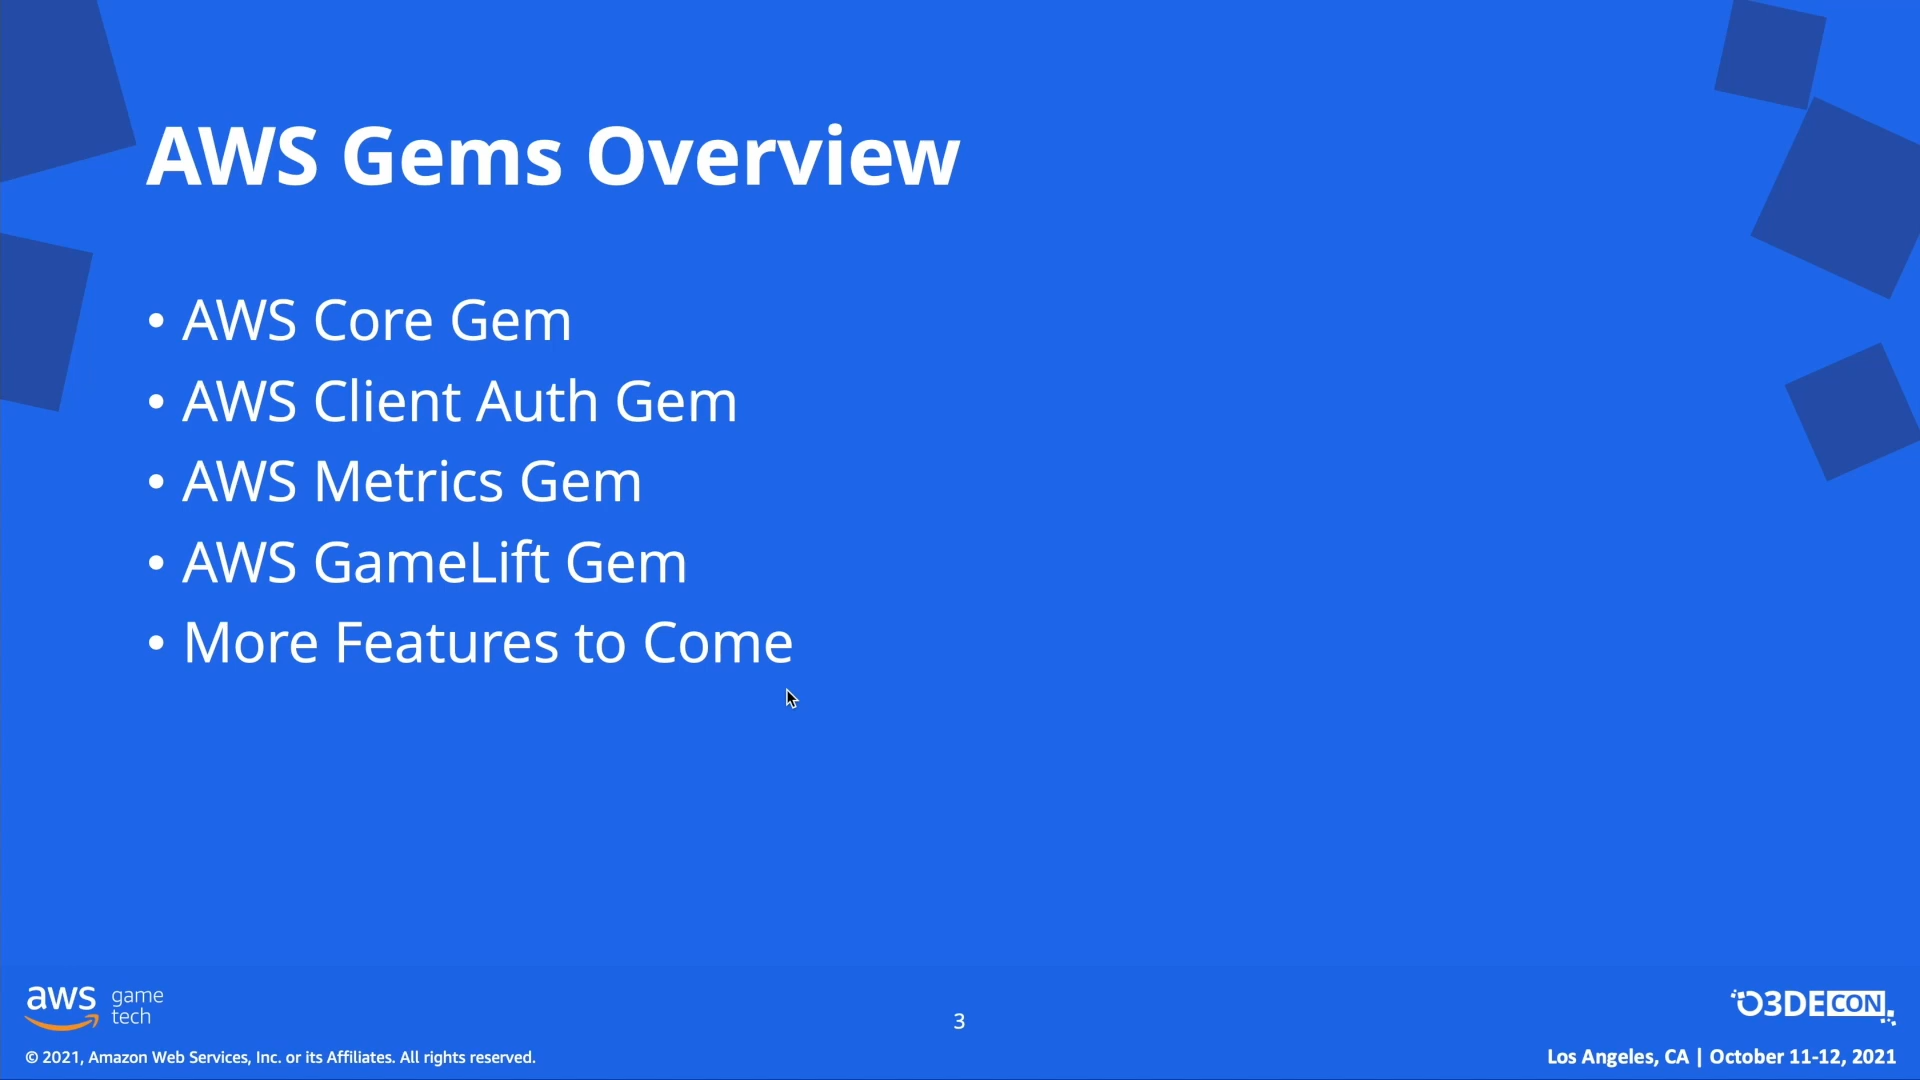 AWS Gems Overview
• AWS Core Gem
• AWS Client Auth Gem
• AWS Metrics Gem
• AWS GameLift Gem
• More Features to Come
aws game tech
3
O3DECON
© 2021, Amazon Web Services, Inc. or its Affiliates. All rights reserved.
Los Angeles, CA | October 11-12, 2021